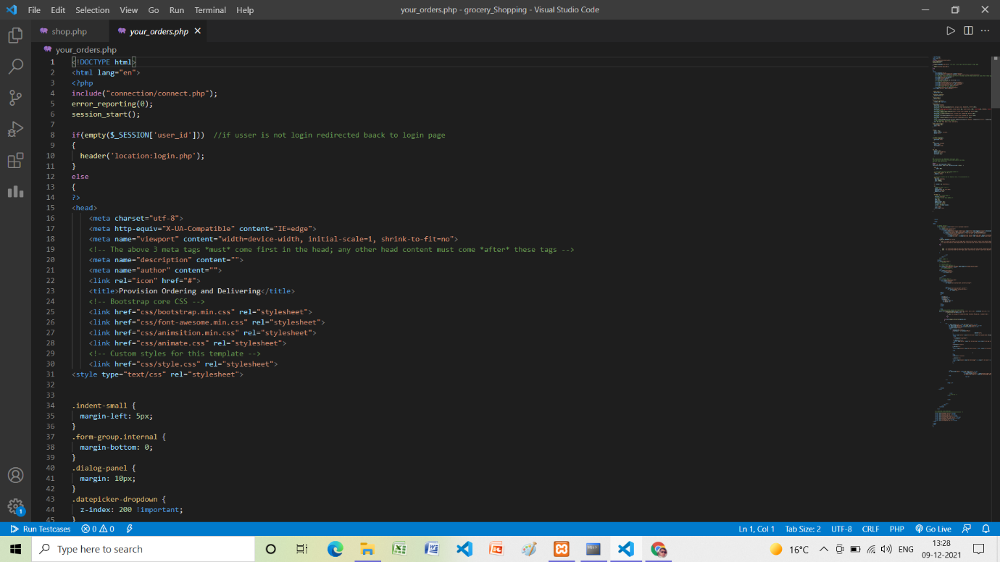 File Edit Selection View Go Run Terminal Help your_orders.php - grocery_Shopping - Visual Studio Code
shop.php your_orders.php
your_orders.php
1 <!DOCTYPE html>
2 <html lang="en">
3 <?php
4 include("connection/connect.php");
5 error_reporting(0);
6 session_start();
7
8 if(empty($_SESSION['user_id'])) //if usser is not login redirected baack to login page
9 {
10 header('location:login.php');
11 }
12 else
13 {
14 ?>
15 <head>
16 <meta charset="utf-8">
17 <meta http-equiv="X-UA-Compatible" content="IE=edge">
18 <meta name="viewport" content="width=device-width, initial-scale=1, shrink-to-fit=no">
19 <!-- The above 3 meta tags *must* come first in the head; any other head content must come *after* these tags -->
20 <meta name="description" content="">
21 <meta name="author" content="">
22 <link rel="icon" href="#">
23 <title>Provision Ordering and Delivering</title>
24 <!-- Bootstrap core CSS -->
25 <link href="css/bootstrap.min.css" rel="stylesheet">
26 <link href="css/font-awesome.min.css" rel="stylesheet">
27 <link href="css/animsition.min.css" rel="stylesheet">
28 <link href="css/animate.css" rel="stylesheet">
29 <!-- Custom styles for this template -->
30 <link href="css/style.css" rel="stylesheet">
31 <style type="text/css" rel="stylesheet">
32
33
34 .indent-small {
35 margin-left: 5px;
36 }
37 .form-group.internal {
38 margin-bottom: 0;
39 }
40 .dialog-panel {
41 margin: 10px;
42 }
43 .datepicker-dropdown {
44 z-index: 200 !important;
45 }
1
Run Testcases 0 0 Ln 1, Col 1 Tab Size: 2 UTF-8 CRLF PHP Go Live
Type here to search 16°C ENG 13:28
09-12-2021